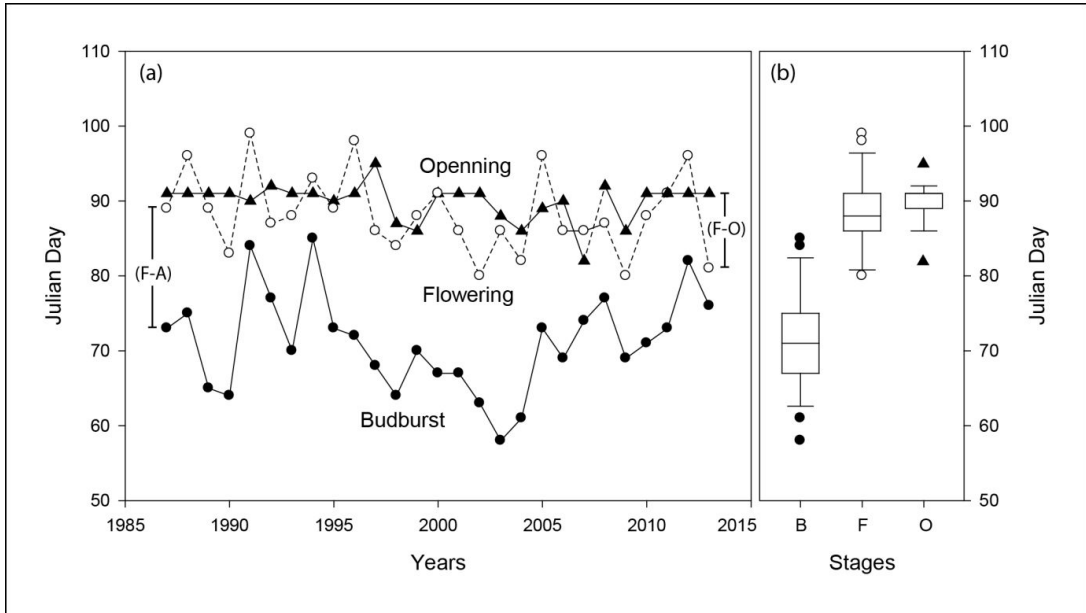 110
100
90
80
70
60
50
Julian Day
(a)
Openning
Flowering
Budburst
(F-A)
(F-O)
1985
1990
1995
2000
2005
2010
2015
Years
(b)
B
F
O
Stages
110
100
90
80
70
60
50
Julian Day